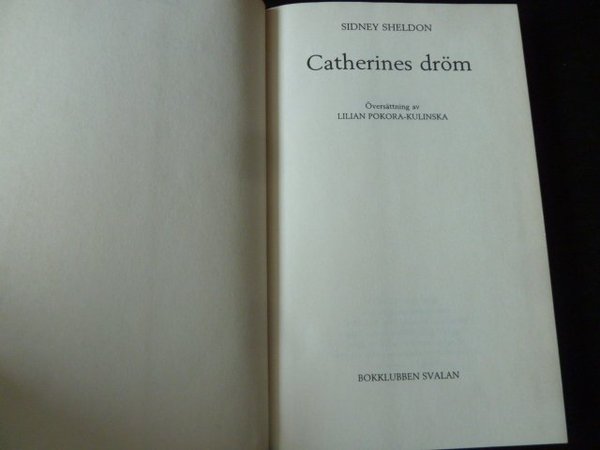 SIDNEY SHELDON
Catherines dröm
Översättning av
LILIAN POKORA-KULINSKA
BOKKLUBBEN SVALAN